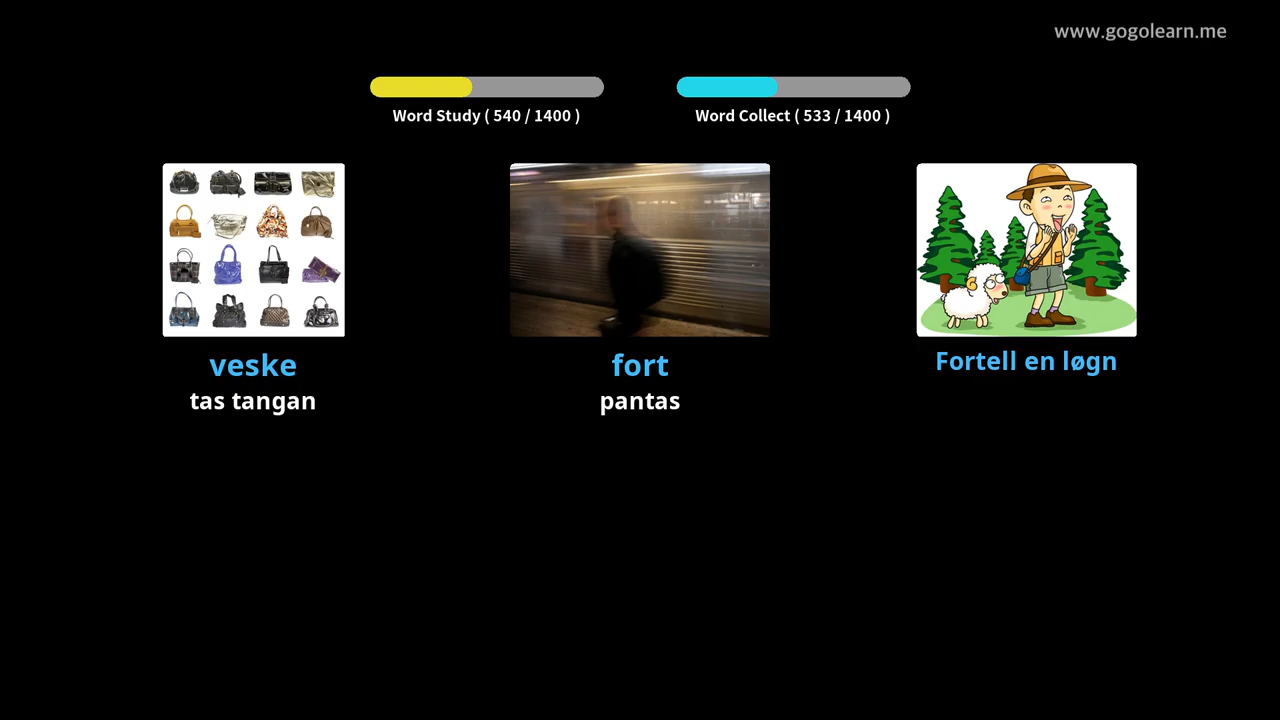 www.gogolearn.me
Word Study ( 540 / 1400 )
Word Collect ( 533 / 1400 )
veske
tas tangan
fort
pantas
Fortell en løgn